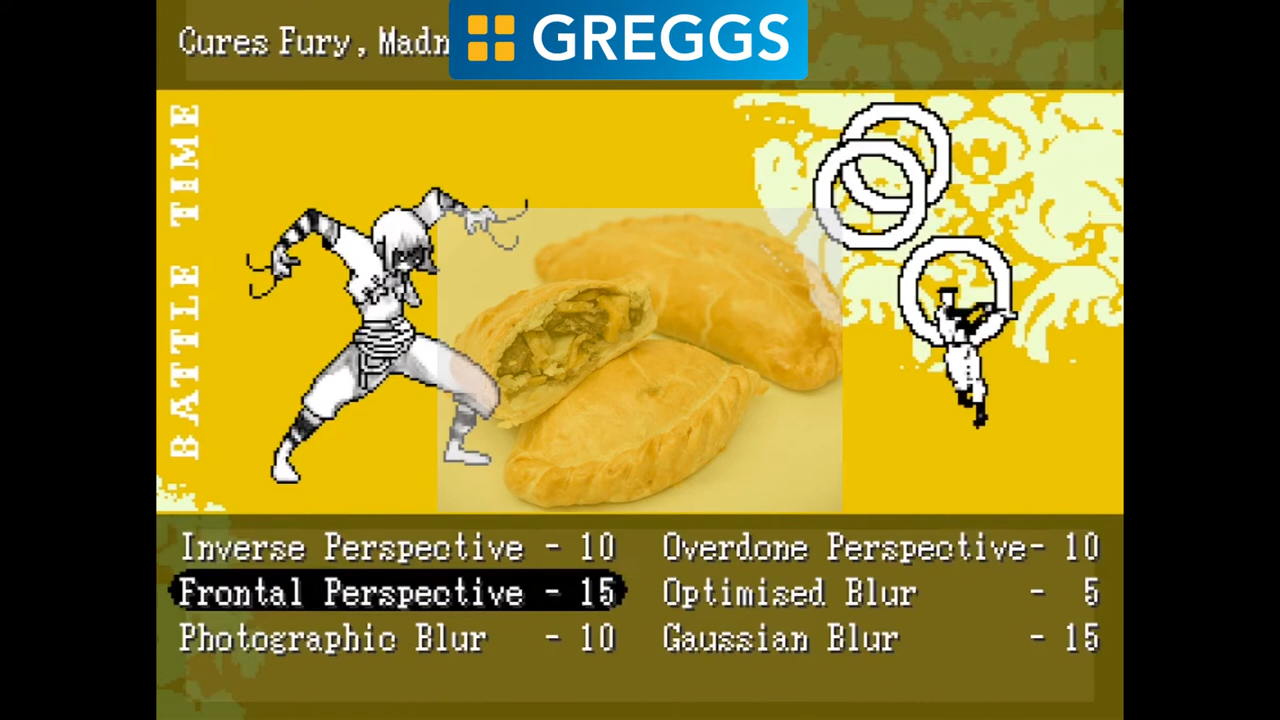 Cures Fury, Madn
GREGGS
BATTLE TIME
Inverse Perspective - 10
Overdone Perspective- 10
Frontal Perspective - 15
Optimised Blur - 5
Photographic Blur - 10
Gaussian Blur - 15